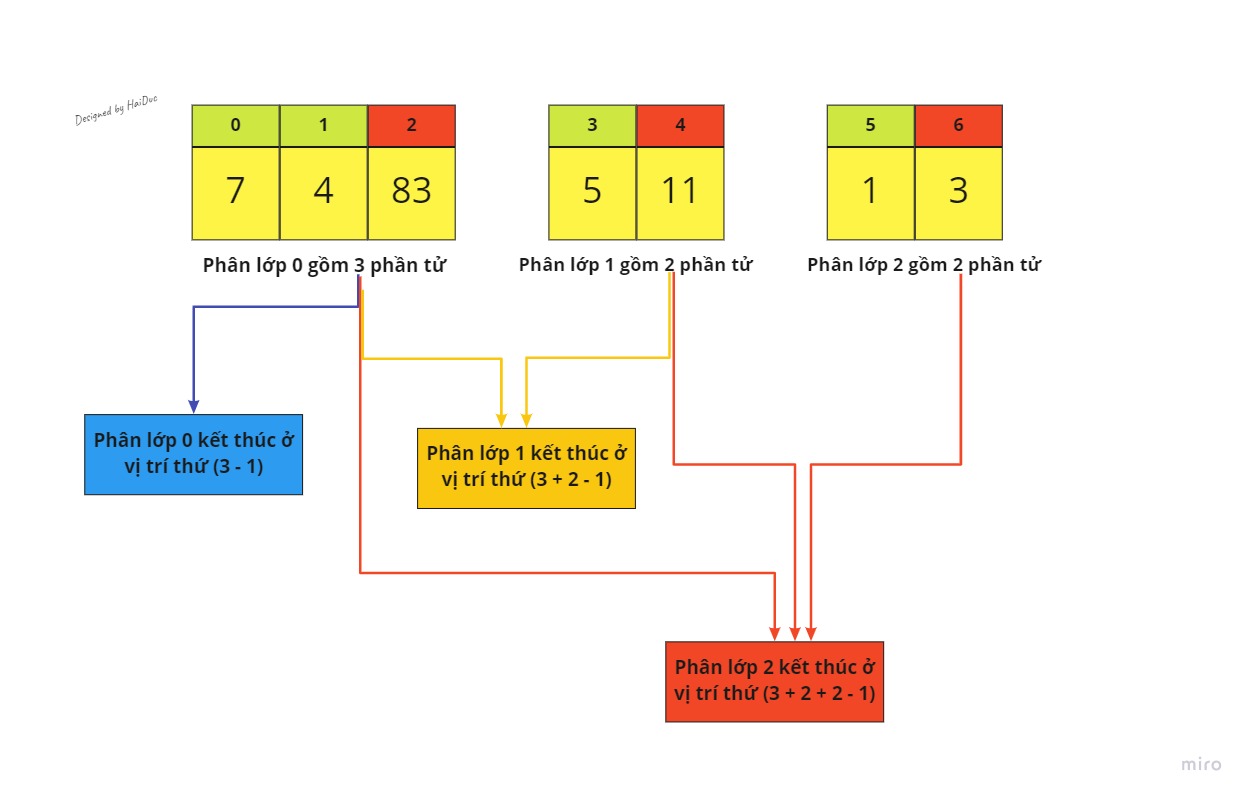 Designed by HaiDuc
0 1 2
7 4 83
Phân lớp 0 gồm 3 phần tử
3 4
5 11
Phân lớp 1 gồm 2 phần tử
5 6
1 3
Phân lớp 2 gồm 2 phần tử
Phân lớp 0 kết thúc ở
vị trí thứ (3 - 1)
Phân lớp 1 kết thúc ở
vị trí thứ (3 + 2 - 1)
Phân lớp 2 kết thúc ở
vị trí thứ (3 + 2 + 2 - 1)
miro